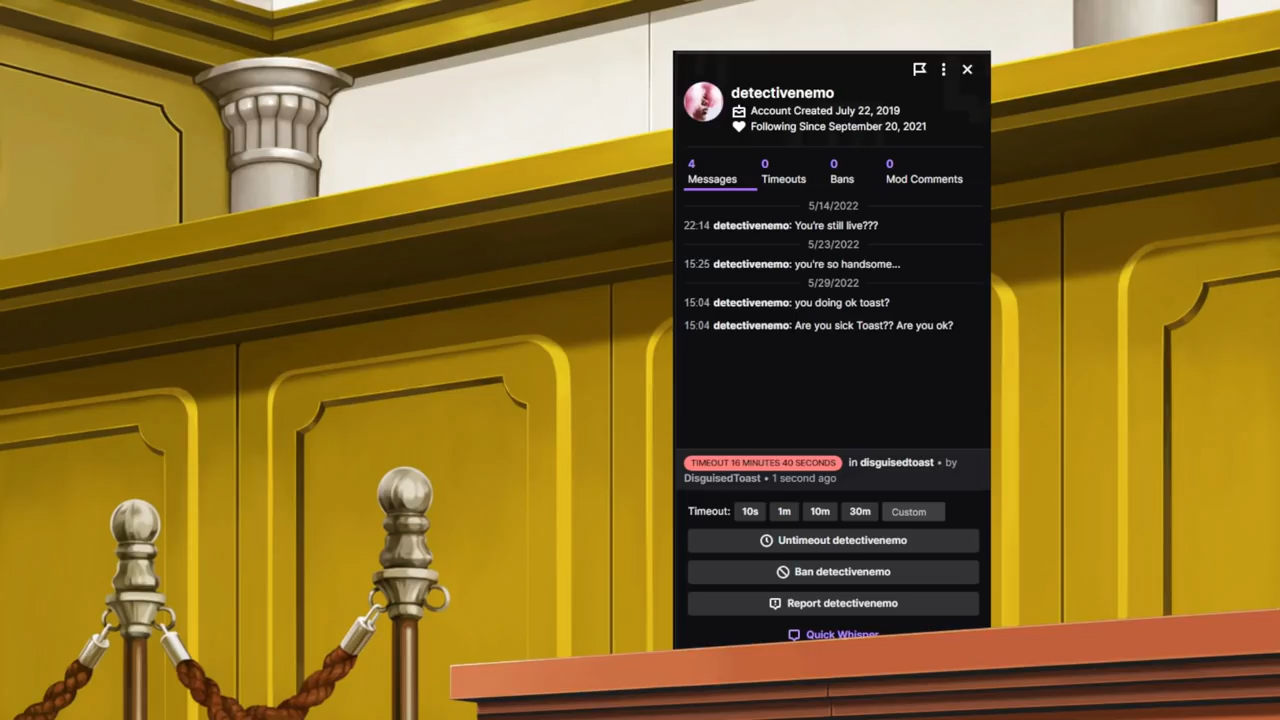 detectivenemo
Account Created July 22, 2019
Following Since September 20, 2021
4 0 0 0
Messages Timeouts Bans Mod Comments
5/14/2022
22:14 detectivenemo: You're still live???
5/23/2022
15:25 detectivenemo: you're so handsome...
5/29/2022
15:04 detectivenemo: you doing ok toast?
15:04 detectivenemo: Are you sick Toast?? Are you ok?
TIMEOUT 16 MINUTES 40 SECONDS in disguisedtoast • by
DisguisedToast • 1 second ago
Timeout: 10s 1m 10m 30m Custom
Untimeout detectivenemo
Ban detectivenemo
Report detectivenemo
Quick Whisper